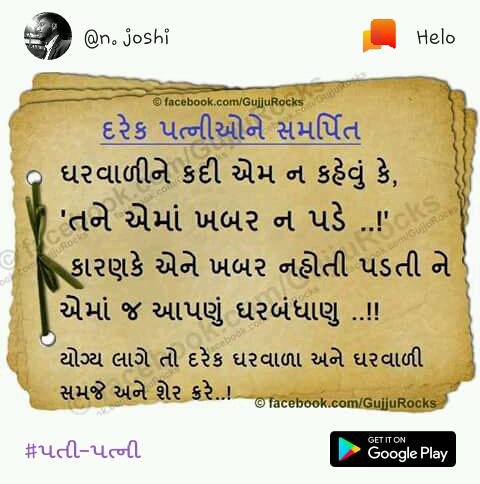 @n. joshi
Helo
© facebook.com/GujjuRocks
દરેક પત્નીઓને સમર્પિત
ઘરવાળીને કદી એમ ન કહેવું કે,
'તને એમાં ખબર ન પડે ..!'
કારણકે એને ખબર નહોતી પડતી ને
એમાં જ આપણું ઘરબંધાણુ ..!!
યોગ્ય લાગે તો દરેક ઘરવાળા અને ઘરવાળી
સમજે અને શેર કરે..!
© facebook.com/GujjuRocks
#પતી-પત્ની
GET IT ON
Google Play